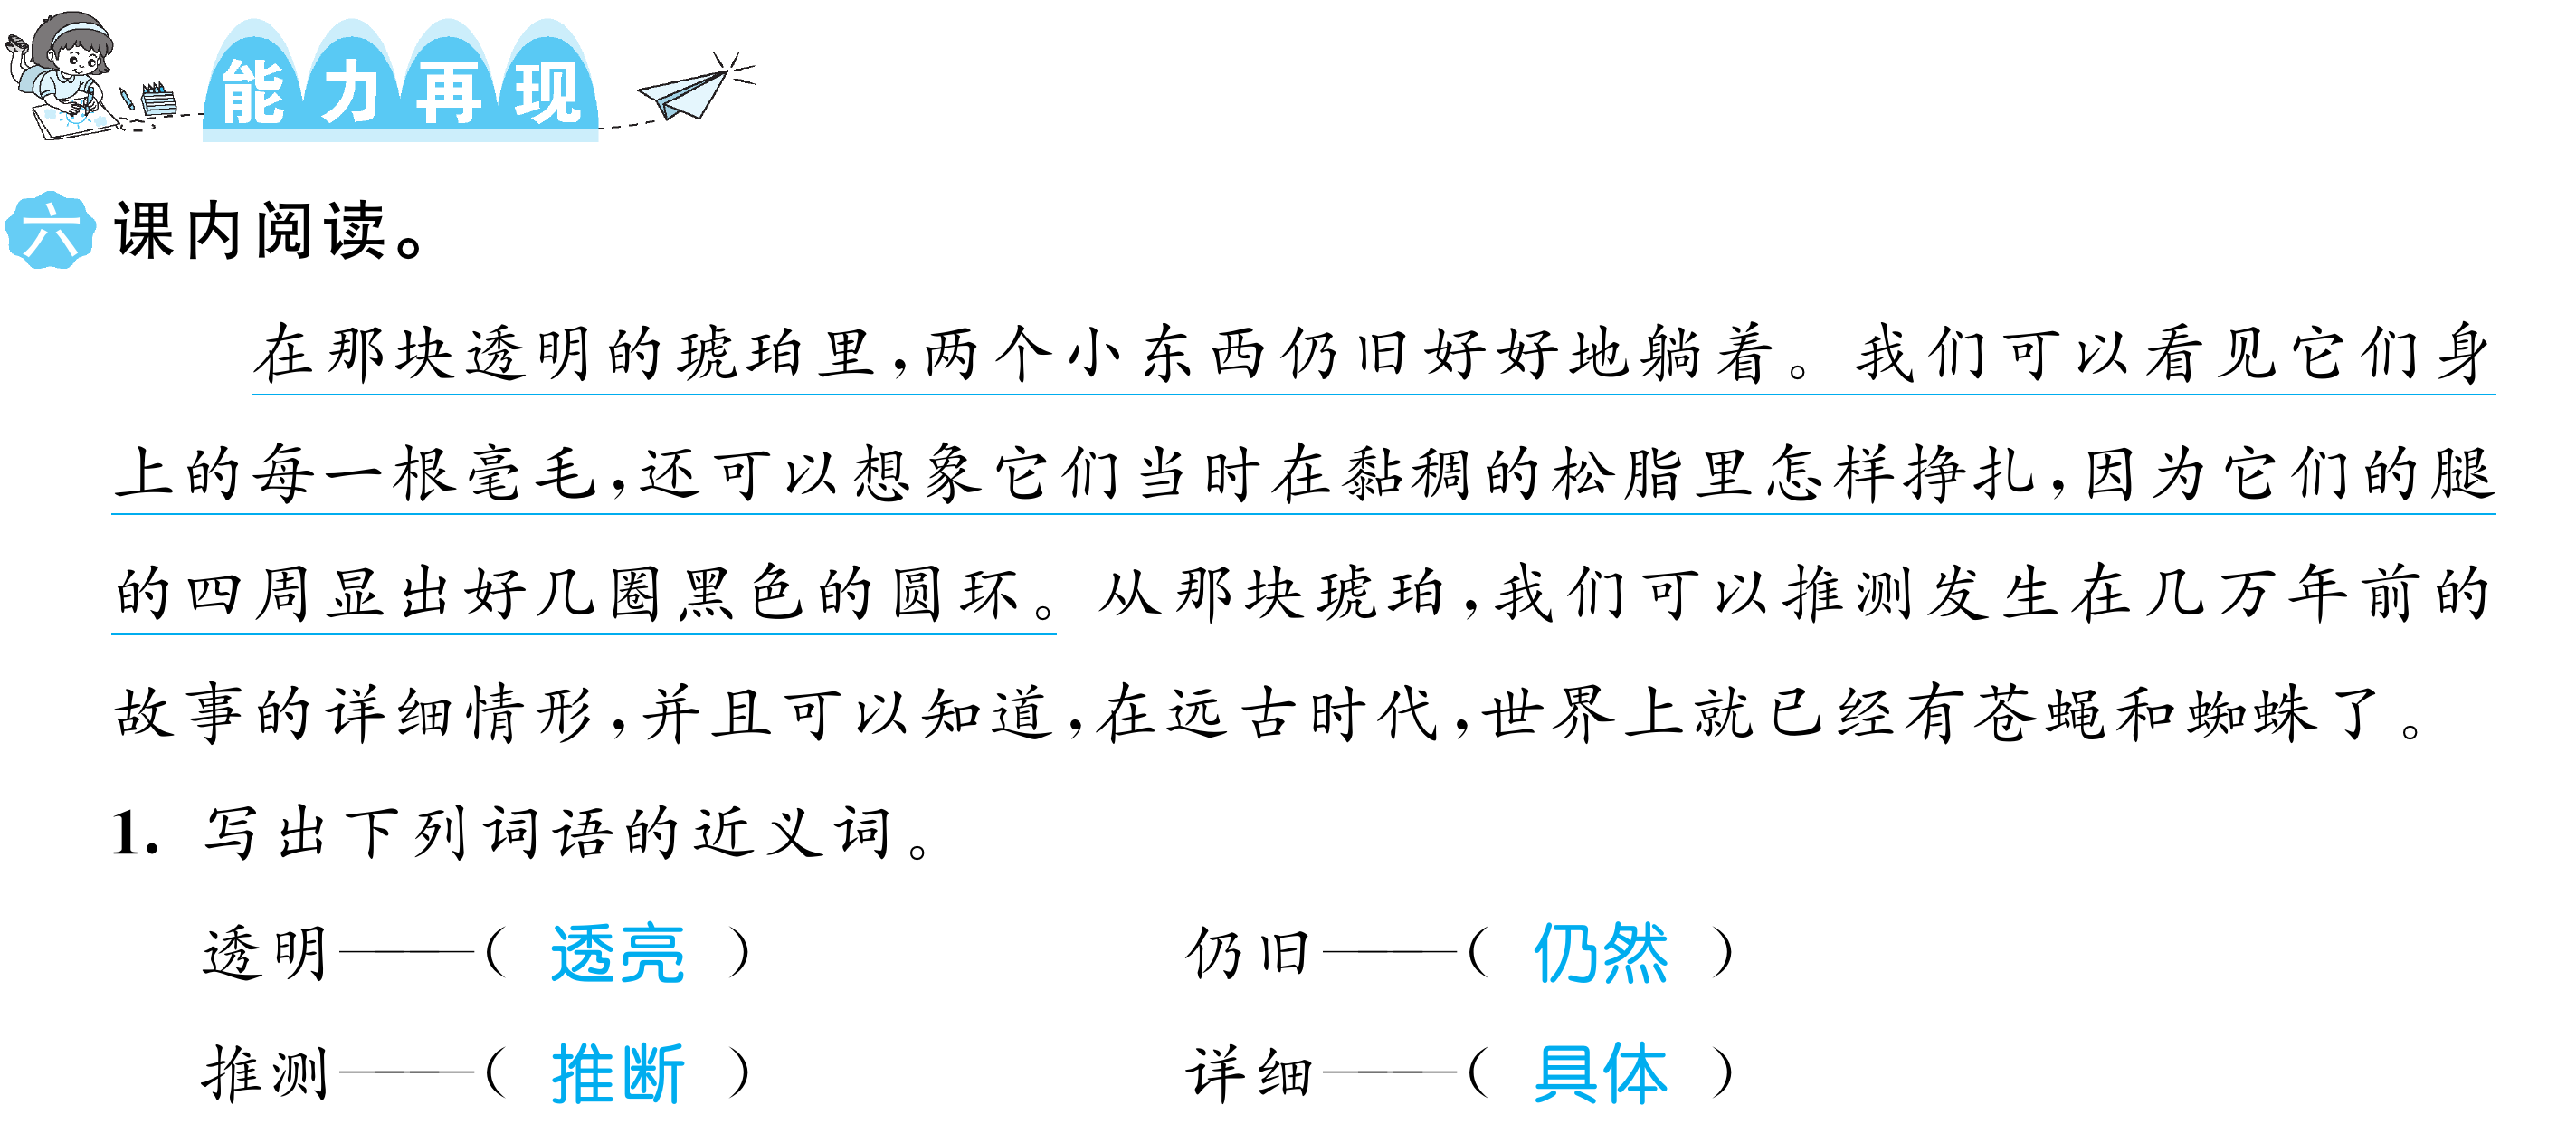 能力再现
六 课内阅读。
在那块透明的琥珀里,两个小东西仍旧好好地躺着。我们可以看见它们身
上的每一根毫毛,还可以想象它们当时在黏稠的松脂里怎样挣扎,因为它们的腿
的四周显出好几圈黑色的圆环。从那块琥珀,我们可以推测发生在几万年前的
故事的详细情形,并且可以知道,在远古时代,世界上就已经有苍蝇和蜘蛛了。
1. 写出下列词语的近义词。
透明——( 透亮 ) 仍旧——( 仍然 )
推测——( 推断 ) 详细——( 具体 )